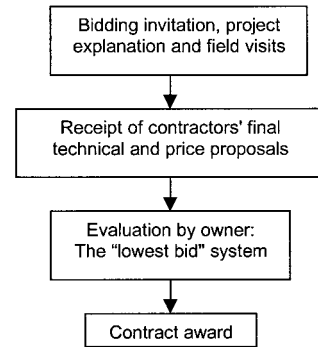 Bidding invitation, project
explanation and field visits
Receipt of contractors' final
technical and price proposals
Evaluation by owner:
The "lowest bid" system
Contract award